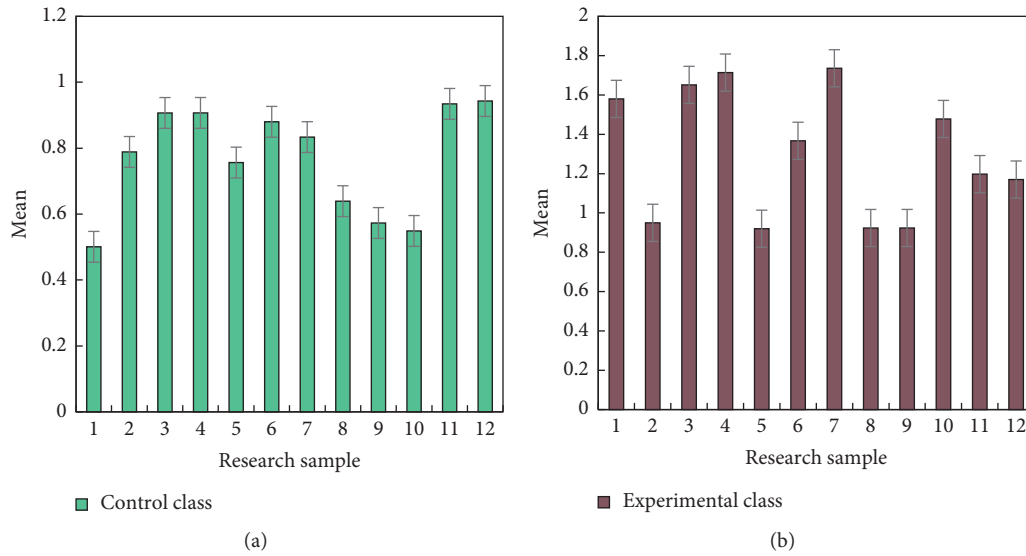 1.2
1
0.8
0.6
0.4
0.2
0
Mean
1 2 3 4 5 6 7 8 9 10 11 12
Research sample
Control class
(a)
2
1.8
1.6
1.4
1.2
1
0.8
0.6
0.4
0.2
0
Mean
1 2 3 4 5 6 7 8 9 10 11 12
Research sample
Experimental class
(b)